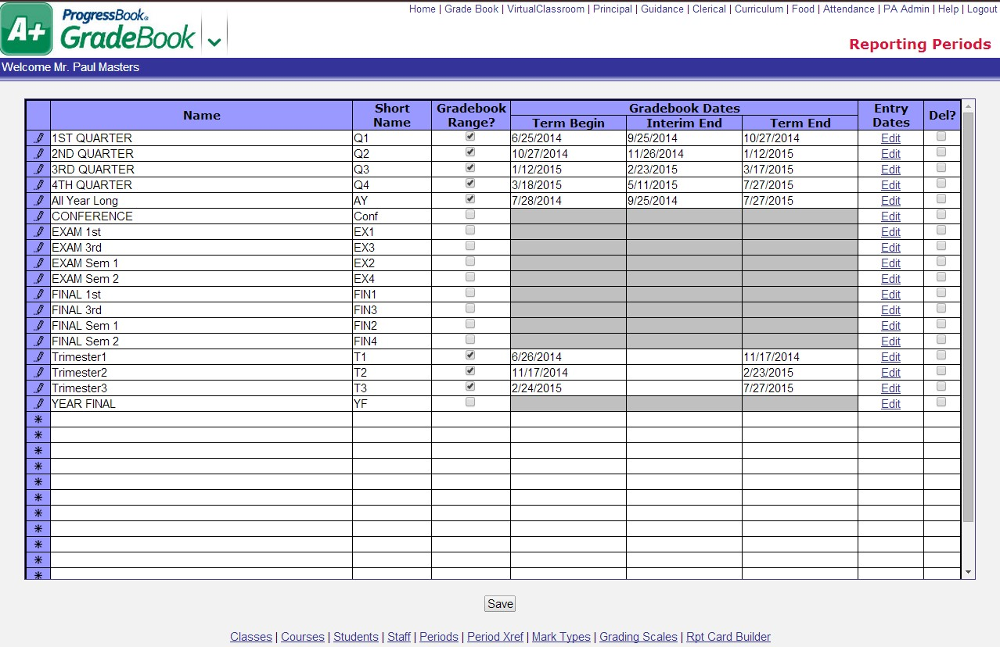 Home | Grade Book | VirtualClassroom | Principal | Guidance | Clerical | Curriculum | Food | Attendance | PA Admin | Help | Logout
A+ ProgressBook®
GradeBook
Reporting Periods
Welcome Mr. Paul Masters
Name Short Name Gradebook Range? Gradebook Dates Entry Dates Del?
Term Begin Interim End Term End
1ST QUARTER Q1 6/25/2014 9/25/2014 10/27/2014 Edit
2ND QUARTER Q2 10/27/2014 11/26/2014 1/12/2015 Edit
3RD QUARTER Q3 1/12/2015 2/23/2015 3/17/2015 Edit
4TH QUARTER Q4 3/18/2015 5/11/2015 7/27/2015 Edit
All Year Long AY 7/28/2014 9/25/2014 7/27/2015 Edit
CONFERENCE Conf Edit
EXAM 1st EX1 Edit
EXAM 3rd EX3 Edit
EXAM Sem 1 EX2 Edit
EXAM Sem 2 EX4 Edit
FINAL 1st FIN1 Edit
FINAL 3rd FIN3 Edit
FINAL Sem 1 FIN2 Edit
FINAL Sem 2 FIN4 Edit
Trimester1 T1 6/26/2014 11/17/2014 Edit
Trimester2 T2 11/17/2014 2/23/2015 Edit
Trimester3 T3 2/24/2015 7/27/2015 Edit
YEAR FINAL YF Edit
Save
Classes | Courses | Students | Staff | Periods | Period Xref | Mark Types | Grading Scales | Rpt Card Builder